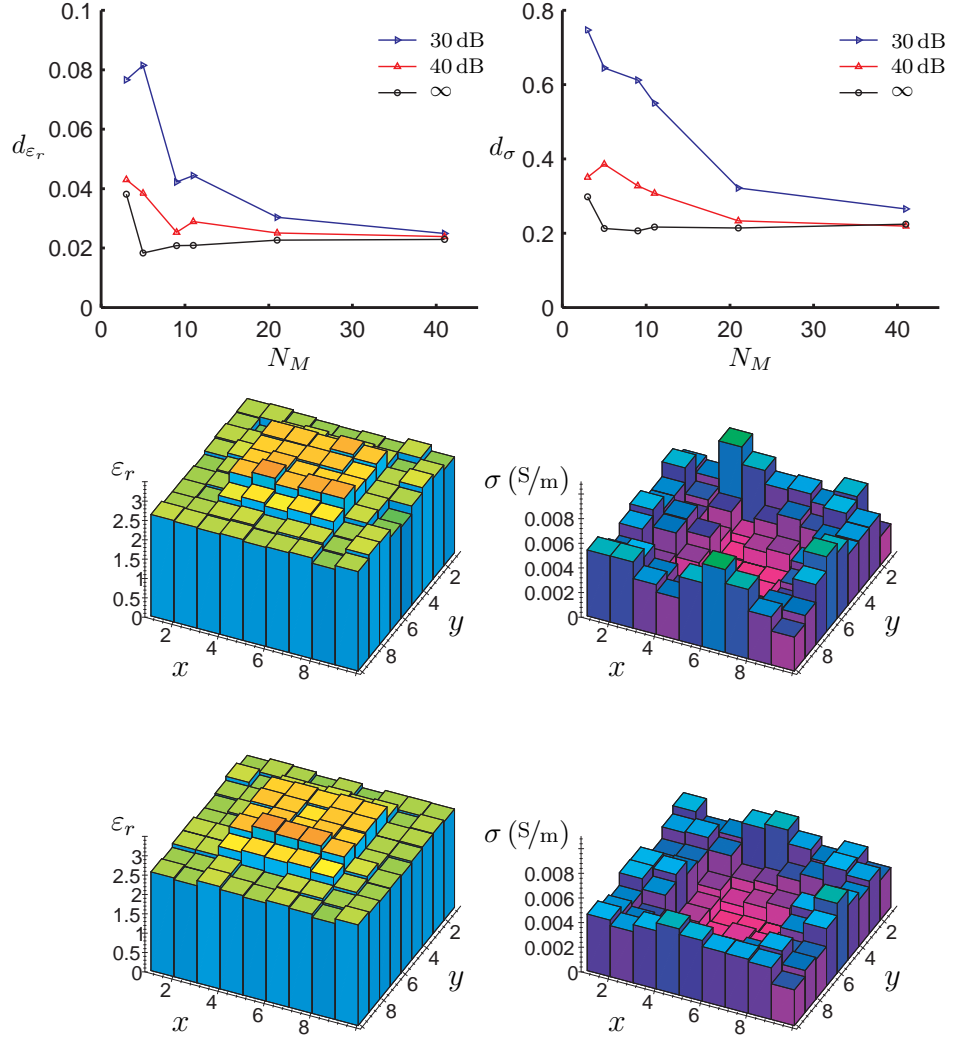 0.1
0.08
0.06
0.04
0.02
0
d_{ε_r}
30 dB
40 dB
∞
0 10 20 30 40
N_M
0.8
0.6
0.4
0.2
0
d_σ
30 dB
40 dB
∞
0 10 20 30 40
N_M
ε_r
3
2.5
2
1.5
1
0.5
0
2 4 6 8
x
2
4
6
8
y
σ (S/m)
0.008
0.006
0.004
0.002
0
2 4 6 8
x
2
4
6
8
y
ε_r
3
2.5
2
1.5
1
0.5
0
2 4 6 8
x
2
4
6
8
y
σ (S/m)
0.008
0.006
0.004
0.002
0
2 4 6 8
x
2
4
6
8
y